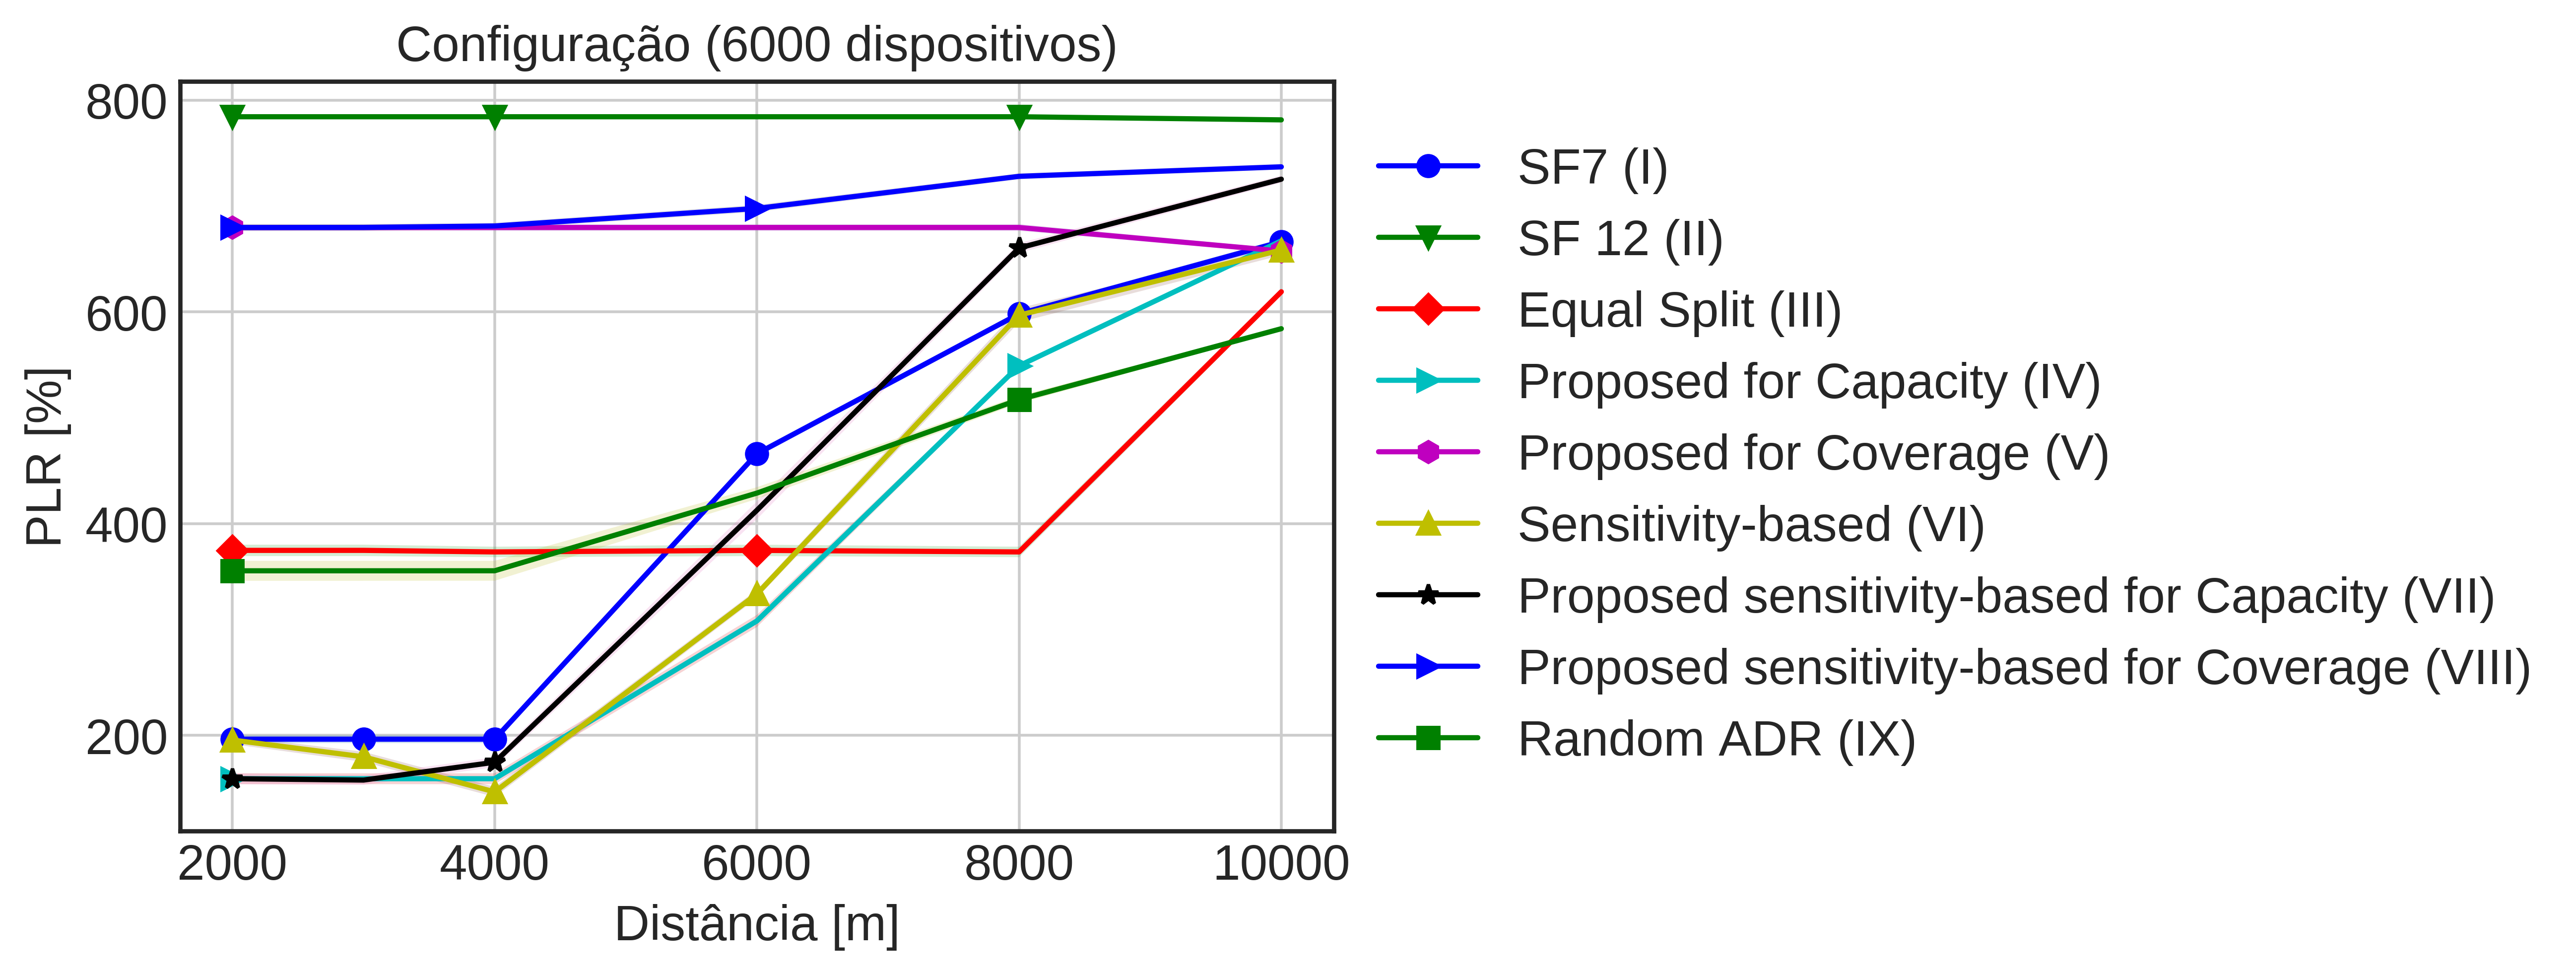 Configuração (6000 dispositivos)
PLR [%]
800
600
400
200
2000 4000 6000 8000 10000
Distância [m]
SF7 (I)
SF 12 (II)
Equal Split (III)
Proposed for Capacity (IV)
Proposed for Coverage (V)
Sensitivity-based (VI)
Proposed sensitivity-based for Capacity (VII)
Proposed sensitivity-based for Coverage (VIII)
Random ADR (IX)